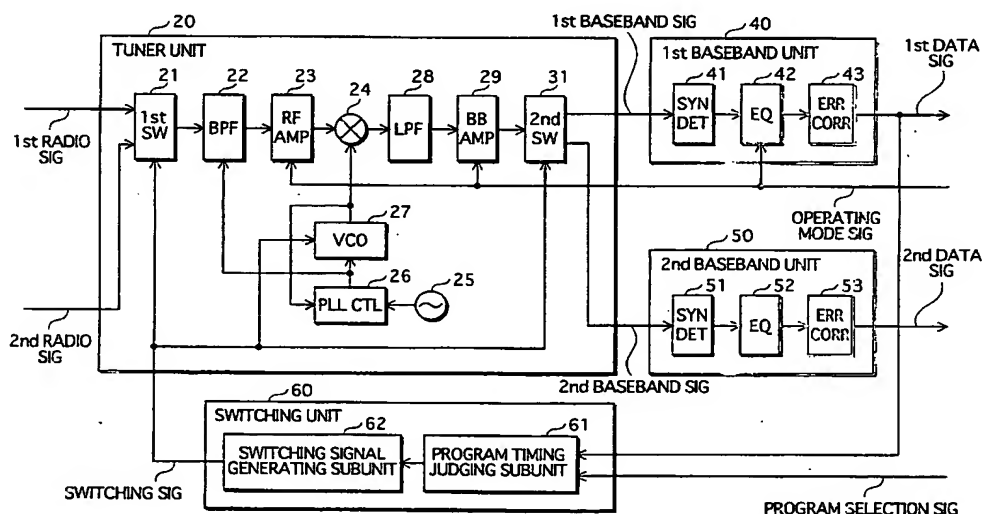 1st BASEBAND SIG
20
40
TUNER UNIT
1st BASEBAND UNIT
1st DATA
SIG
21
22
23
24
28
29
31
41
42
43
1st
SW
BPF
RF
AMP
LPF
BB
AMP
2nd
SW
SYN
DET
EQ
ERR
CORR
1st RADIO
SIG
27
VCO
OPERATING
MODE SIG
50
2nd BASEBAND UNIT
2nd DATA
SIG
26
25
PLL CTL
51
52
53
SYN
DET
EQ
ERR
CORR
2nd RADIO
SIG
2nd BASEBAND SIG
60
SWITCHING UNIT
62
61
SWITCHING SIGNAL
GENERATING SUBUNIT
PROGRAM TIMING
JUDGING SUBUNIT
SWITCHING SIG
PROGRAM SELECTION SIG